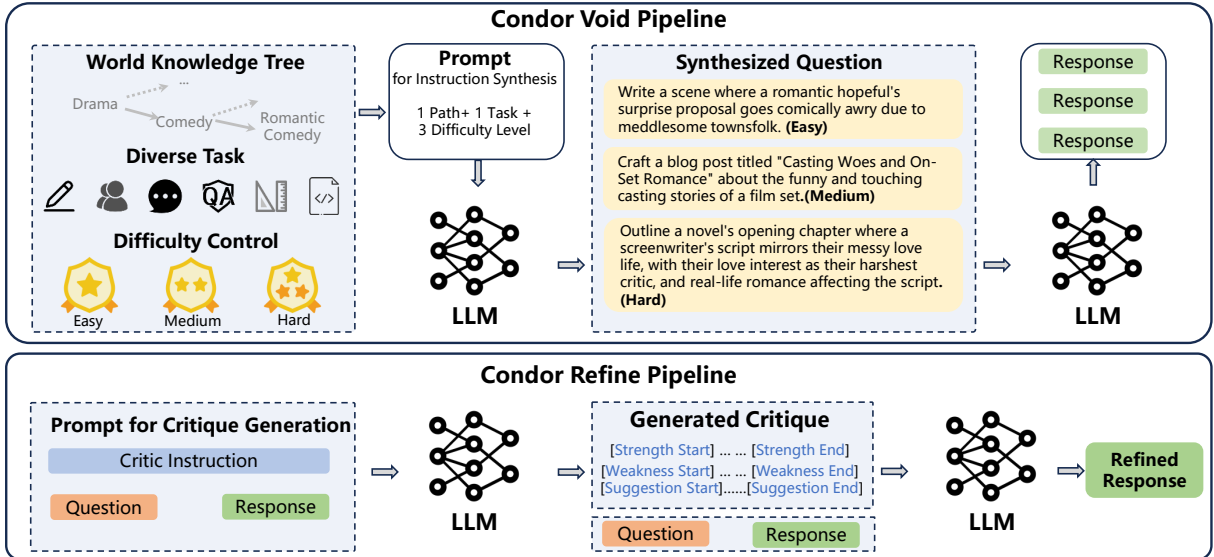 Condor Void Pipeline
World Knowledge Tree
...
Drama
Comedy
Romantic
Comedy
Diverse Task
QA
</>
Difficulty Control
Easy
Medium
Hard
Prompt
for Instruction Synthesis
1 Path+ 1 Task +
3 Difficulty Level
LLM
Synthesized Question
Write a scene where a romantic hopeful's
surprise proposal goes comically awry due to
meddlesome townsfolk. (Easy)
Craft a blog post titled "Casting Woes and On-
Set Romance" about the funny and touching
casting stories of a film set.(Medium)
Outline a novel's opening chapter where a
screenwriter's script mirrors their messy love
life, with their love interest as their harshest
critic, and real-life romance affecting the script.
(Hard)
Response
Response
Response
LLM
Condor Refine Pipeline
Prompt for Critique Generation
Critic Instruction
Question
Response
LLM
Generated Critique
[Strength Start] ... ... [Strength End]
[Weakness Start] ... ... [Weakness End]
[Suggestion Start]......[Suggestion End]
Question
Response
LLM
Refined
Response